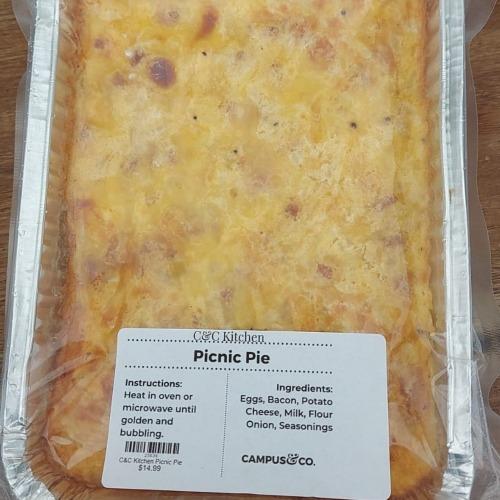 C&C Kitchen
Picnic Pie
Instructions:
Heat in oven or
microwave until
golden and
bubbling.
C&C Kitchen Picnic Pie
$14.99
Ingredients:
Eggs, Bacon, Potato
Cheese, Milk, Flour
Onion, Seasonings
CAMPUS&CO.